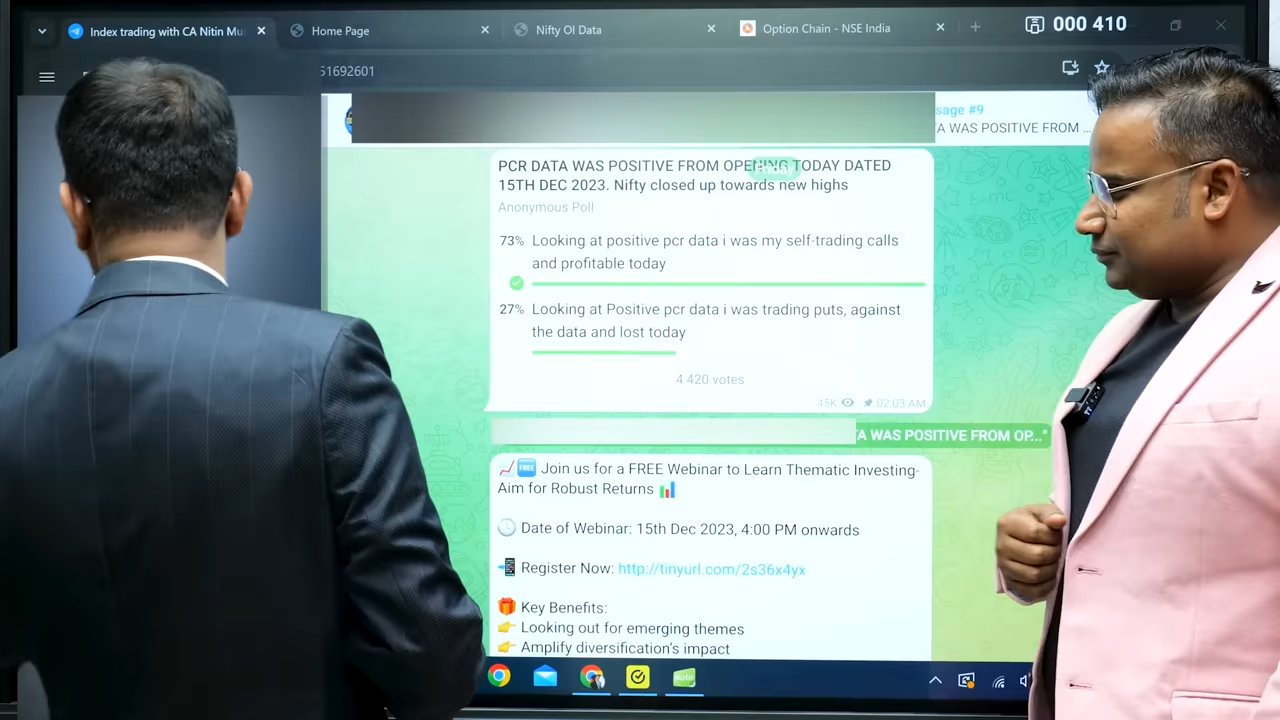 Index trading with CA Nitin Mu
Home Page
Nifty OI Data
Option Chain - NSE India
000 410
51692601
sage #9
A WAS POSITIVE FROM ...
PCR DATA WAS POSITIVE FROM OPENING TODAY DATED
15TH DEC 2023. Nifty closed up towards new highs
Anonymous Poll
73% Looking at positive pcr data i was my self-trading calls
and profitable today
27% Looking at Positive pcr data i was trading puts, against
the data and lost today
4 420 votes
45K 02.03 AM
A WAS POSITIVE FROM OP..."
FREE Join us for a FREE Webinar to Learn Thematic Investing-
Aim for Robust Returns
Date of Webinar: 15th Dec 2023, 4:00 PM onwards
Register Now: http://tinyurl.com/2s36x4yx
Key Benefits:
Looking out for emerging themes
Amplify diversification's impact